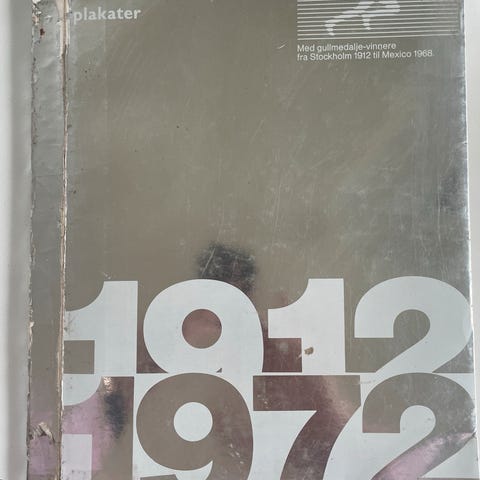 plakater
Med gullmedalje-vinnere
fra Stockholm 1912 til Mexico 1968.
1912
1972